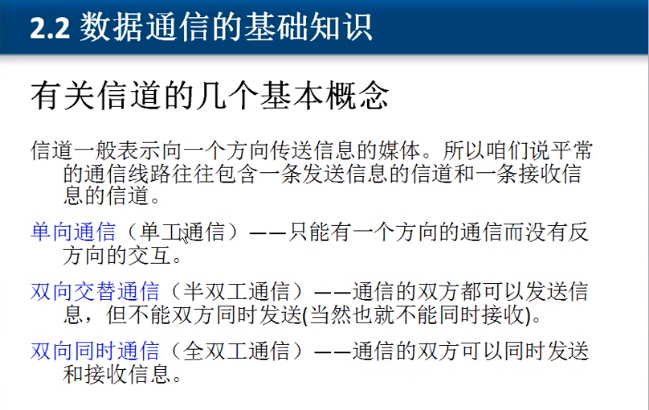 2.2 数据通信的基础知识
有关信道的几个基本概念
信道一般表示向一个方向传送信息的媒体。所以咱们说平常
的通信线路往往包含一条发送信息的信道和一条接收信
息的信道。
单向通信（单工通信）——只能有一个方向的通信而没有反
方向的交互。
双向交替通信（半双工通信）——通信的双方都可以发送信
息，但不能双方同时发送(当然也就不能同时接收)。
双向同时通信（全双工通信）——通信的双方可以同时发送
和接收信息。